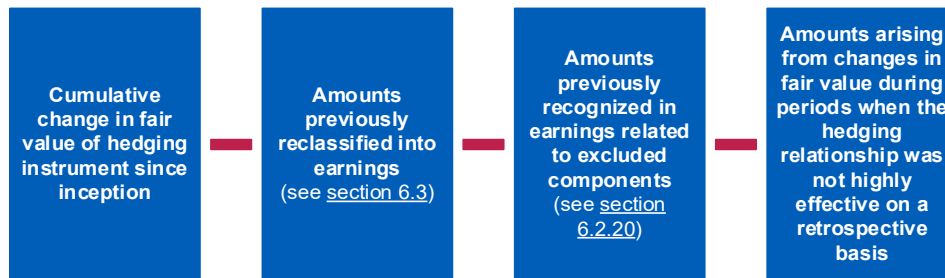 Cumulative
change in fair
value of hedging
instrument since
inception
Amounts
previously
reclassified into
earnings
(see section 6.3)
Amounts
previously
recognized in
earnings related
to excluded
components
(see section
6.2.20)
Amounts arising
from changes in
fair value during
periods when the
hedging
relationship was
not highly
effective on a
retrospective
basis